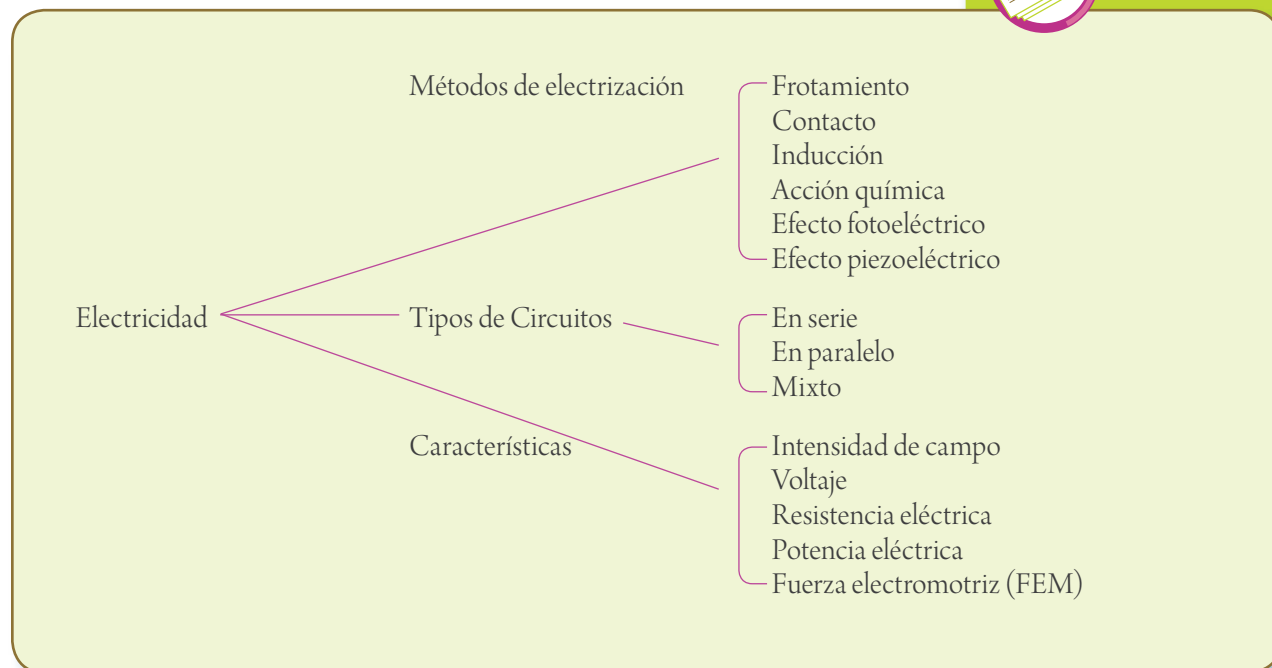 Métodos de electrización
Frotamiento
Contacto
Inducción
Acción química
Efecto fotoeléctrico
Efecto piezoeléctrico
Electricidad
Tipos de Circuitos
En serie
En paralelo
Mixto
Características
Intensidad de campo
Voltaje
Resistencia eléctrica
Potencia eléctrica
Fuerza electromotriz (FEM)